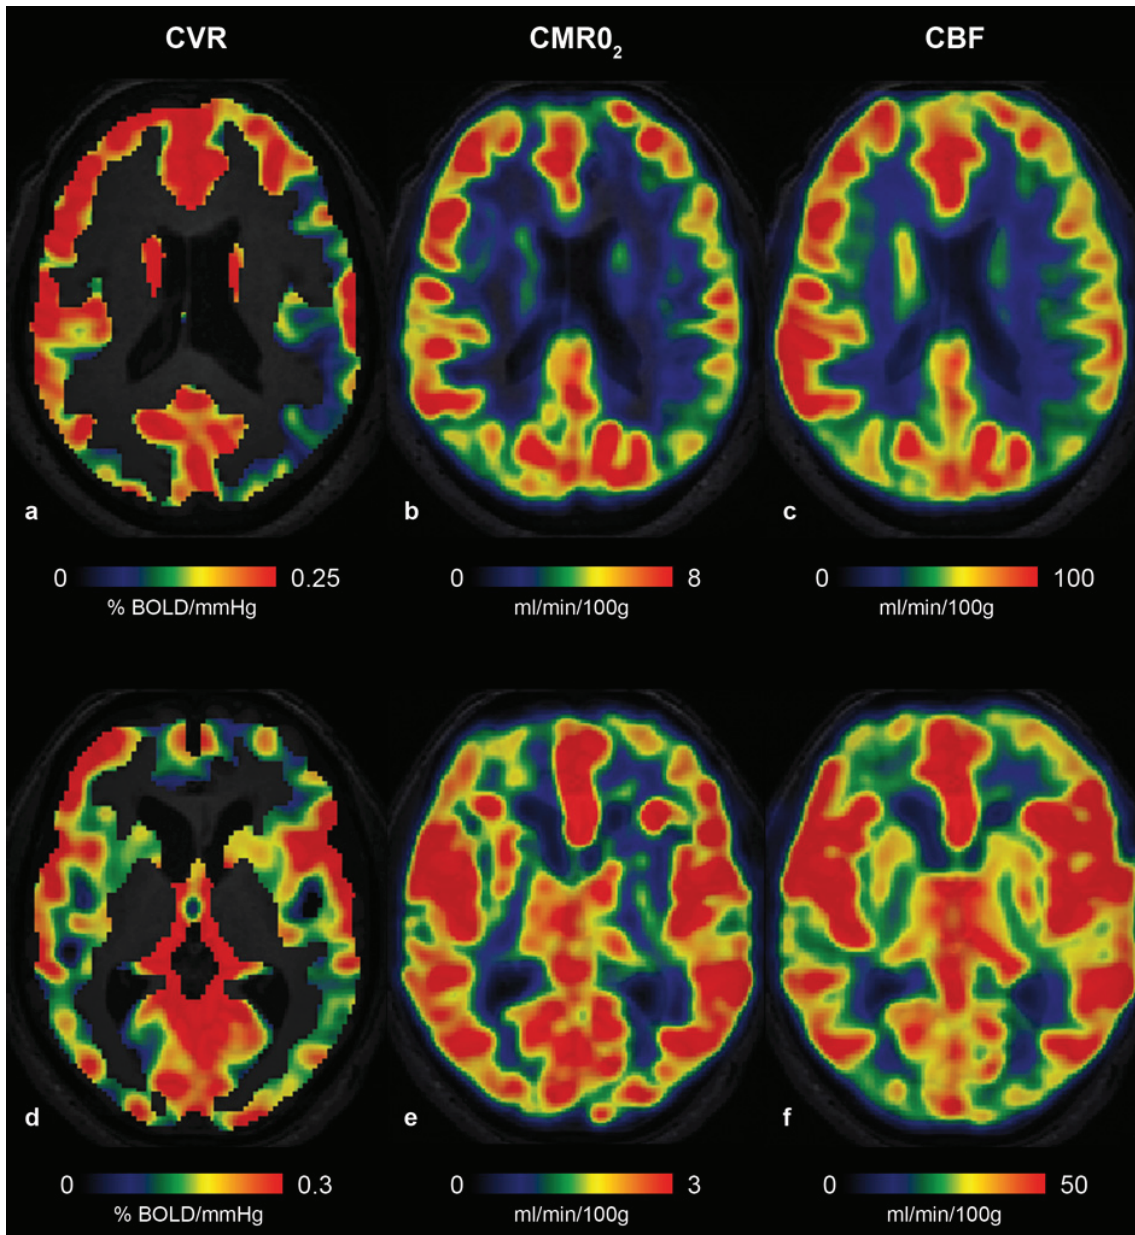 CVR CMR0₂ CBF
a b c
0 0.25 0 8 0 100
% BOLD/mmHg ml/min/100g ml/min/100g
d e f
0 0.3 0 3 0 50
% BOLD/mmHg ml/min/100g ml/min/100g